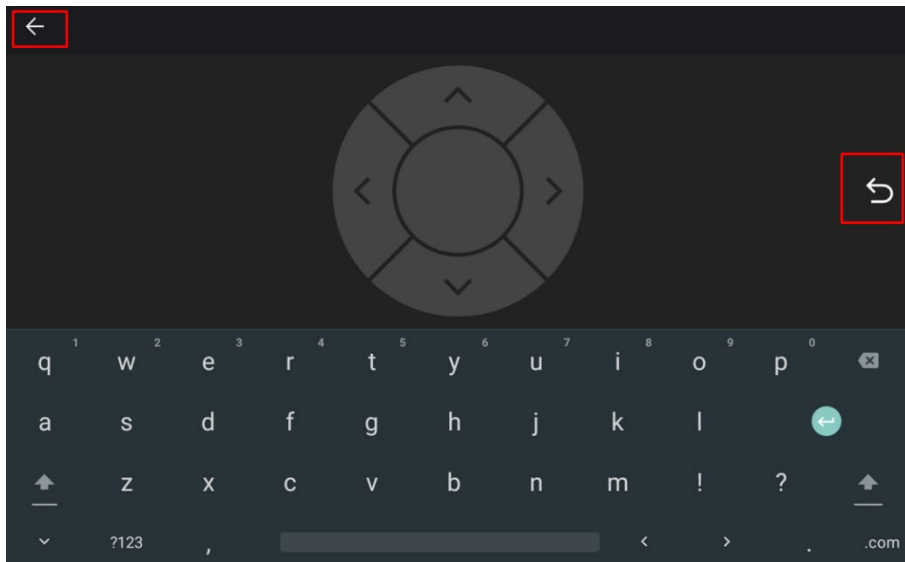 q 1 w 2 e 3 r 4 t 5 y 6 u 7 i 8 o 9 p 0
a s d f g h j k l
z x c v b n m ! ?
?123 , < > . .com